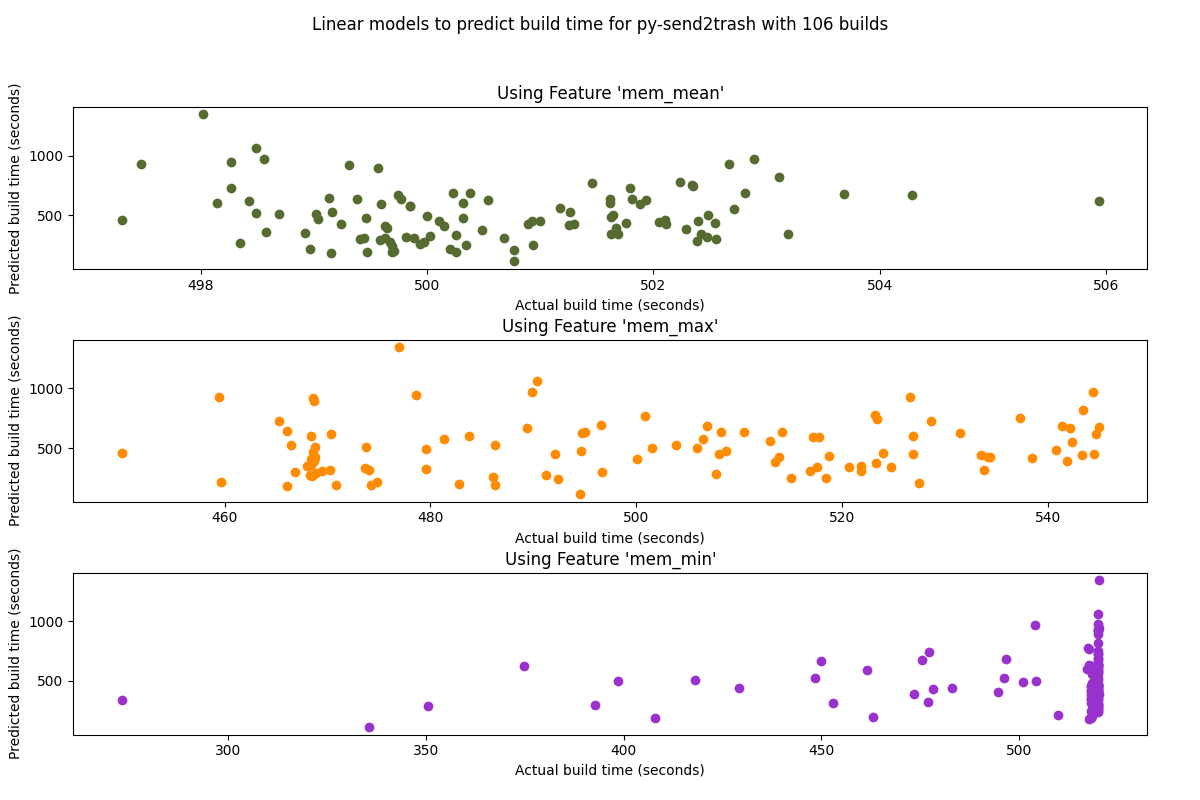 Linear models to predict build time for py-send2trash with 106 builds
Using Feature 'mem_mean'
Predicted build time (seconds)
1000
500
498 500 502 504 506
Actual build time (seconds)
Using Feature 'mem_max'
Predicted build time (seconds)
1000
500
460 480 500 520 540
Actual build time (seconds)
Using Feature 'mem_min'
Predicted build time (seconds)
1000
500
300 350 400 450 500
Actual build time (seconds)